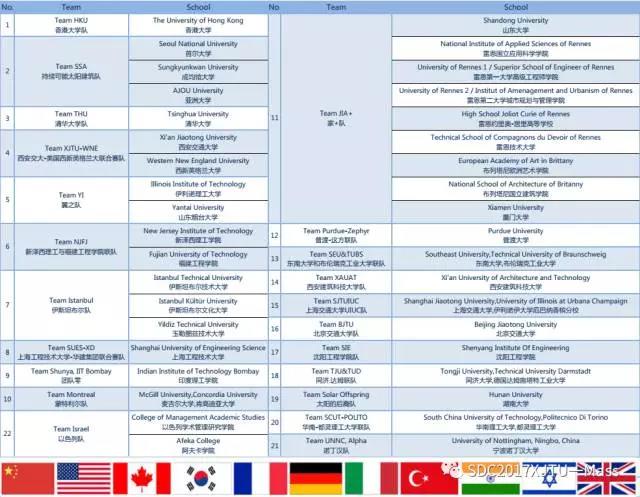 No. Team School
1 Team HKU The University of Hong Kong
香港大学队 香港大学
2 Team SSA Seoul National University
持续可能太阳建筑队 首尔大学
Sungkyunkwan University
成均馆大学
AJOU University
亚洲大学
3 Team THU Tsinghua University
清华大学队 清华大学
4 Team XJTU-WNE Xi'an Jiaotong University
西安交大-美国西新英格兰大联合赛队 西安交通大学
Western New England University
西新英格兰大学
5 Team YI Illinois Institute of Technology
翼之队 伊利诺理工大学
Yantai University
山东烟台大学
6 Team NJFJ New Jersey Institute of Technology
新泽西理工与福建工程学院联队 新泽西理工学院
Fujian University of Technology
福建工程学院
7 Team Istanbul Istanbul Technical University
伊斯坦布尔队 伊斯坦布尔技术大学
Istanbul Kültür University
伊斯坦布尔文化大学
Yildiz Technical University
玉勒德兹技术大学
8 Team SUES-XD Shanghai University of Engineering Science
上海工程技术大学-华建集团联合赛队 上海工程技术大学
9 Team Shunya, IIT Bombay Indian Institute of Technology Bombay
团队零 印度理工学院
10 Team Montreal McGill University,Concordia University
蒙特利尔队 麦吉尔大学,肯高迪亚大学
22 Team Israel College of Management Academic Studies
以色列队 以色列学术管理研究学院
Afeka College
阿夫卡学院
No. Team School
11 Team JIA+ Shandong University
家+队 山东大学
National Institute of Applied Sciences of Rennes
雷恩国立应用科学学院
University of Rennes 1 / Superior School of Engineer of Rennes
雷恩第一大学高级工程师学院
University of Rennes 2 / Institut of Amenagement and Urbanism of Rennes
雷恩第二大学城市规划与管理学院
High School Joliot Curie of Rennes
雷恩约里奥·居里高等学校
Technical School of Compagnons du Devoir of Rennes
雷恩技术大学
European Academy of Art in Brittany
布列塔尼欧洲艺术学院
National School of Architecture of Britanny
布列塔尼国立建筑学院
Xiamen University
厦门大学
12 Team Purdue-Zephyr Purdue University
普渡-达方联队 普渡大学
13 Team SEU&TUBS Southeast University,Technical University of Braunschweig
东南大学和布伦瑞克工业大学联队 东南大学,布伦瑞克工业大学
14 Team XAUAT Xi'an University of Architecture and Technology
西安建筑科技大学队 西安建筑科技大学
15 Team SJTUIUC Shanghai Jiaotong University,University of Illinois at Urbana Champaign
上海交通大学UIUC队 上海交通大学,伊利诺伊大学厄巴纳香槟分校
16 Team BJTU Beijing Jiaotong University
北京交通大学队 北京交通大学
17 Team SIE Shenyang Institute Of Engineering
沈阳工程学院队 沈阳工程学院
18 Team TJU&TUD Tongji University,Technical University Darmstadt
同济·达姆联队 同济大学,德国达姆施塔特工业大学
19 Team Solar Offspring Hunan University
太阳的后裔队 湖南大学
20 Team SCUT-POLITO South China University of Technology,Politecnico Di Torino
华南-都灵理工大学联队 华南理工大学,都灵理工大学
21 Team UNNC, Alpha University of Nottingham, Ningbo, China
诺丁汉队 宁波诺丁汉大学
SDC2017XJTU-Mass